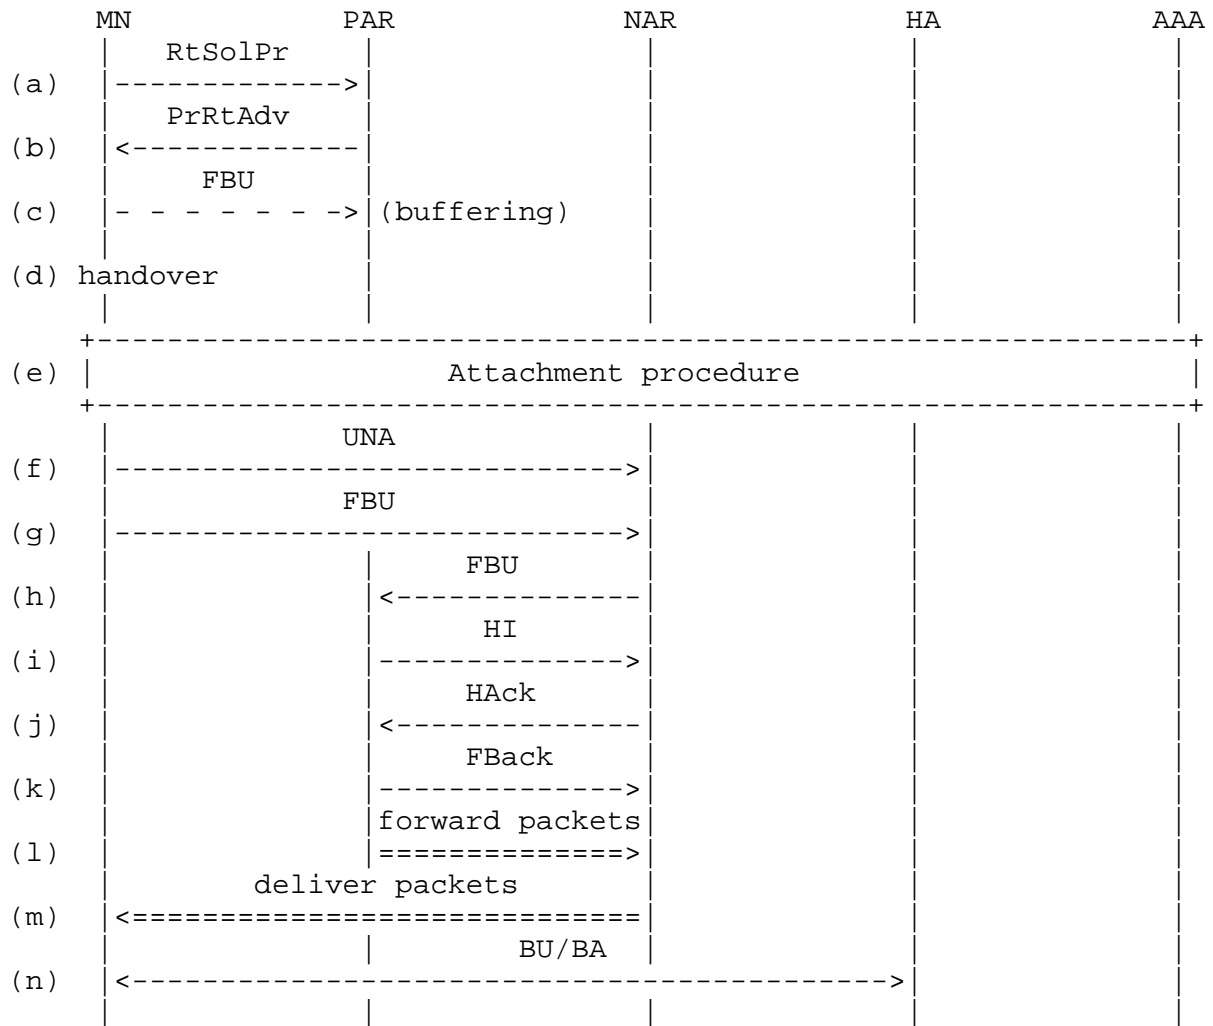 MN PAR NAR HA AAA
RtSolPr
(a) |------------->|
PrRtAdv
(b) |<-------------|
FBU
(c) |- - - - - - ->|(buffering)
(d) handover
(e) | Attachment procedure |
UNA
(f) |----------------------------->|
FBU
(g) |----------------------------->|
FBU
(h) |<--------------|
HI
(i) |-------------->|
HAck
(j) |<--------------|
FBack
(k) |-------------->|
forward packets
(l) |==============>|
deliver packets
(m) |<=============================|
BU/BA
(n) |<------------------------------------------->|